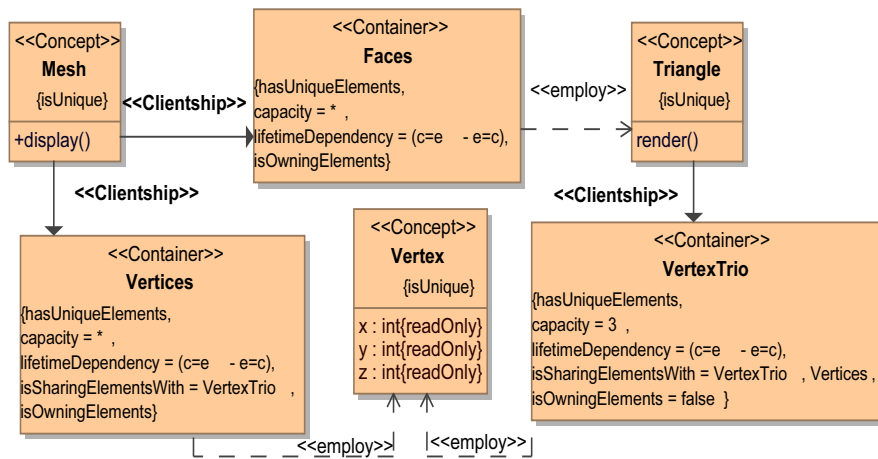 <<Concept>>
Mesh
{isUnique}
+display()
<<Clientship>>
<<Container>>
Faces
{hasUniqueElements,
capacity = * ,
lifetimeDependency = (c=e - e=c),
isOwningElements}
<<employ>>
<<Concept>>
Triangle
{isUnique}
render()
<<Clientship>>
<<Clientship>>
<<Container>>
Vertices
{hasUniqueElements,
capacity = * ,
lifetimeDependency = (c=e - e=c),
isSharingElementsWith = VertexTrio ,
isOwningElements}
<<Concept>>
Vertex
{isUnique}
x : int{readOnly}
y : int{readOnly}
z : int{readOnly}
<<Container>>
VertexTrio
{hasUniqueElements,
capacity = 3 ,
lifetimeDependency = (c=e - e=c),
isSharingElementsWith = VertexTrio , Vertices ,
isOwningElements = false }
<<employ>>
<<employ>>